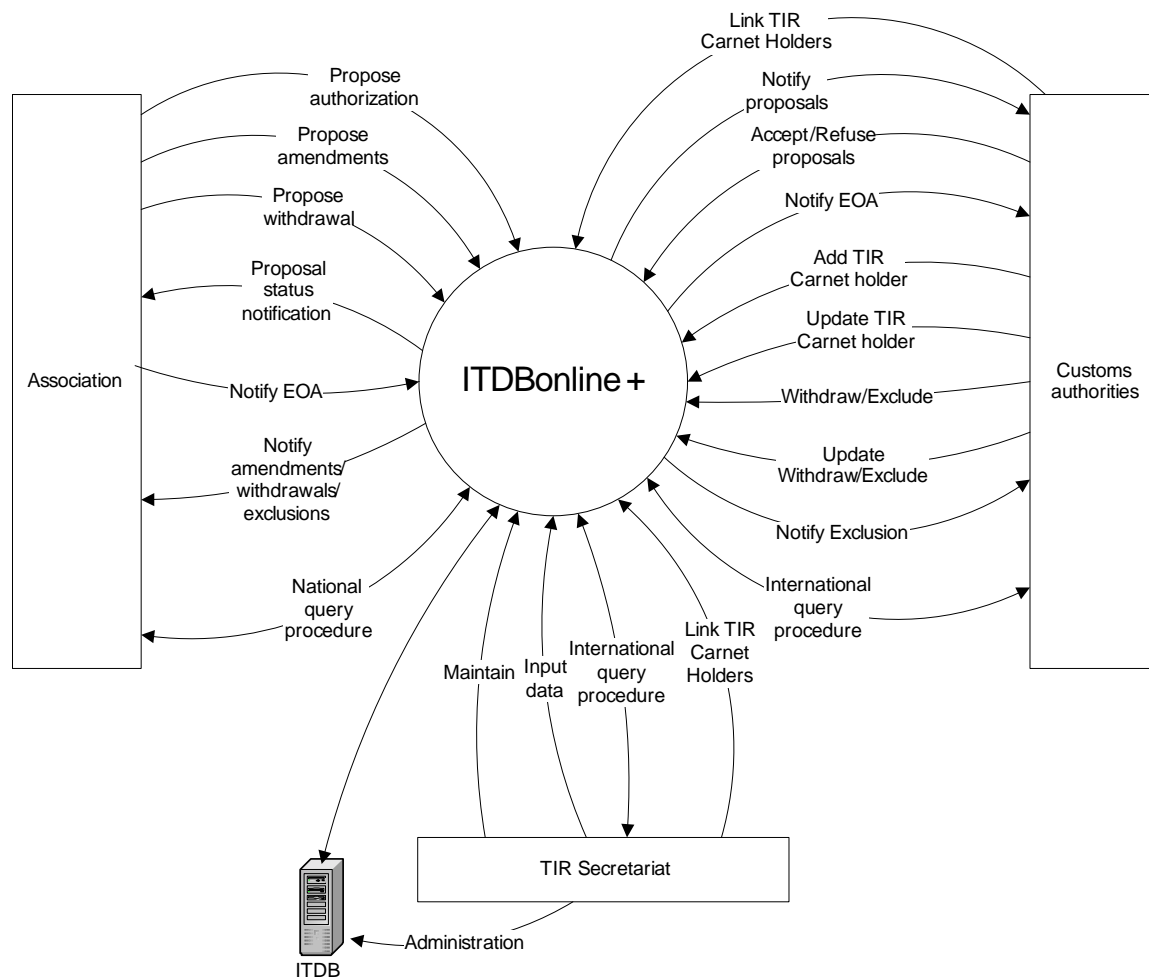 Link TIR
Carnet Holders
Propose
authorization
Notify
proposals
Propose
amendments
Accept/Refuse
proposals
Propose
withdrawal
Notify EOA
Proposal
status
notification
Add TIR
Carnet holder
Update TIR
Carnet holder
Association
ITDBonline +
Customs
authorities
Notify EOA
Withdraw/Exclude
Notify
amendments/
withdrawals/
exclusions
Update
Withdraw/Exclude
Notify Exclusion
National
query
procedure
International
query
procedure
Maintain
Input
data
International
query
procedure
Link TIR
Carnet
Holders
TIR Secretariat
Administration
ITDB